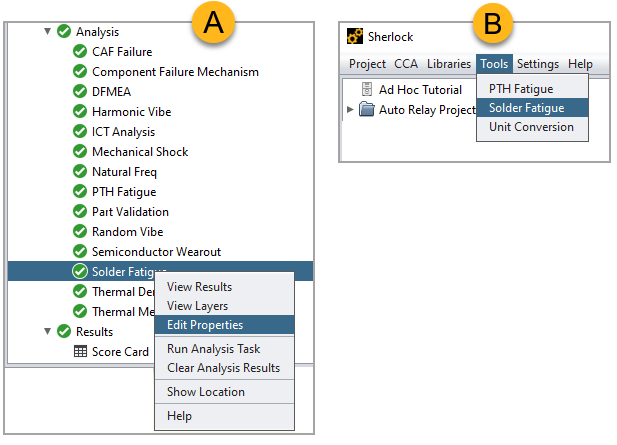 A
Analysis
CAF Failure
Component Failure Mechanism
DFMEA
Harmonic Vibe
ICT Analysis
Mechanical Shock
Natural Freq
PTH Fatigue
Part Validation
Random Vibe
Semiconductor Wearout
Solder Fatigue
Thermal Der
Thermal Me
Results
Score Card
View Results
View Layers
Edit Properties
Run Analysis Task
Clear Analysis Results
Show Location
Help
B
Sherlock
Project CCA Libraries Tools Settings Help
Ad Hoc Tutorial
Auto Relay Project
PTH Fatigue
Solder Fatigue
Unit Conversion